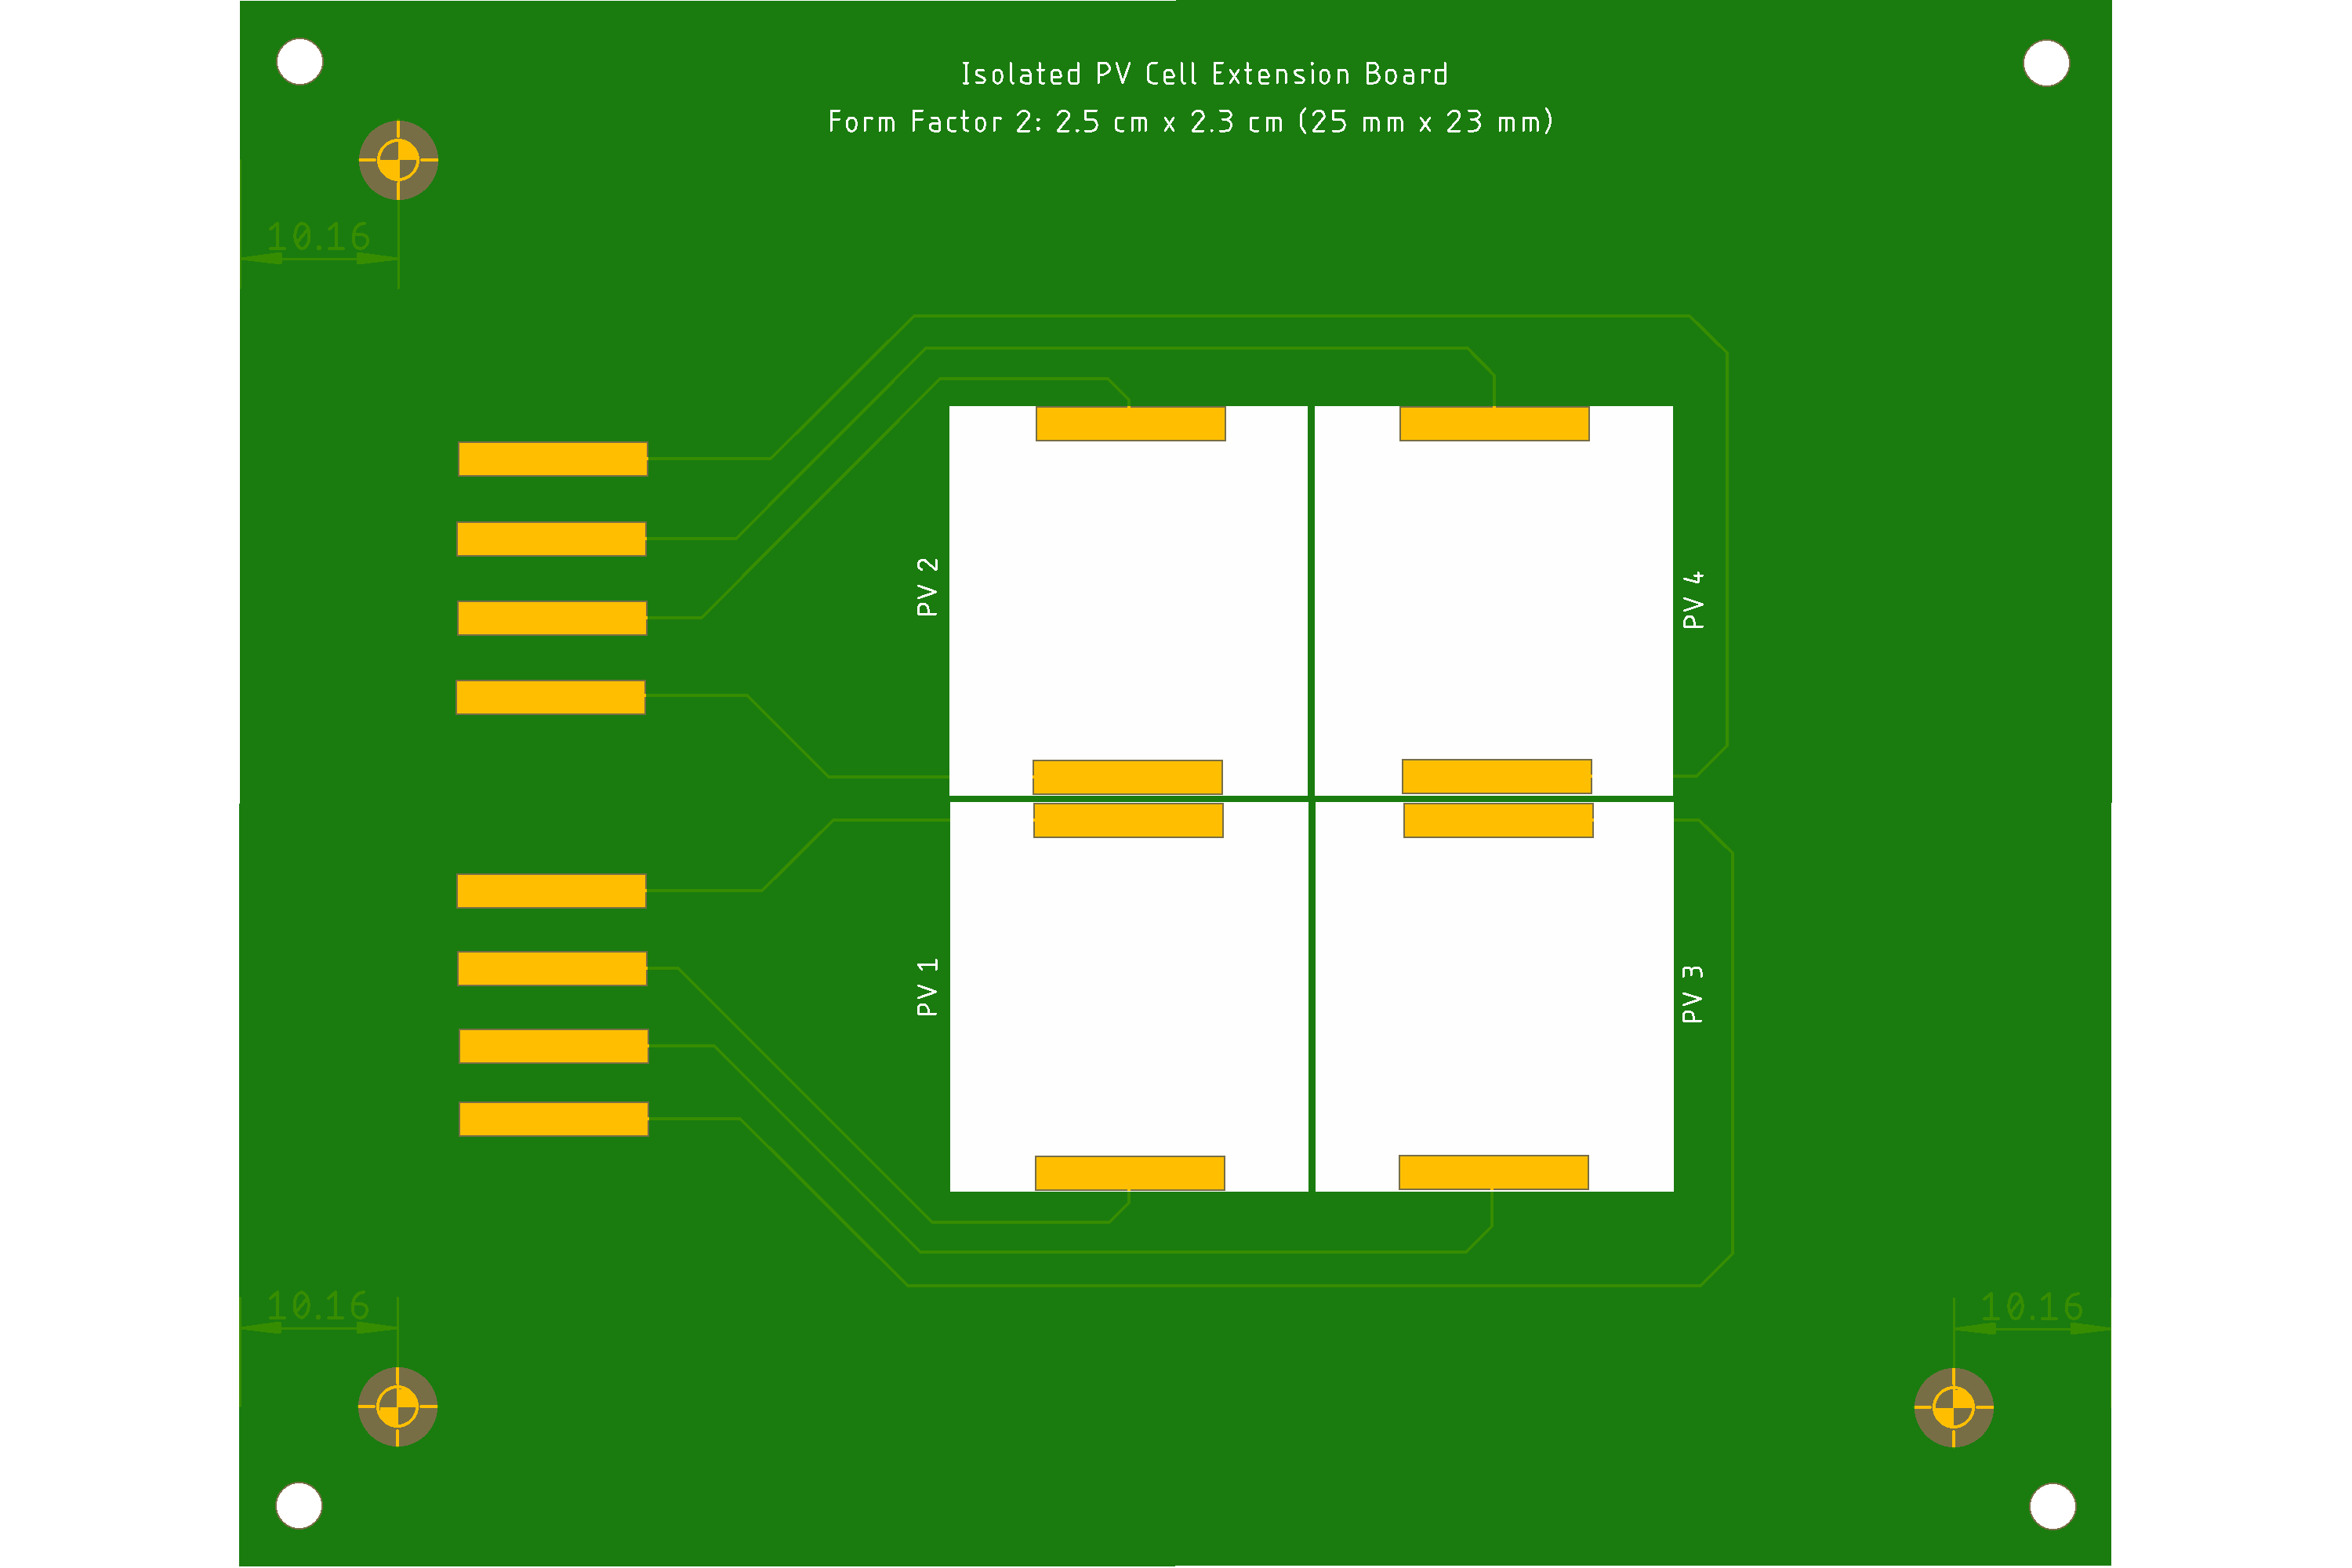 Isolated PV Cell Extension Board
Form Factor 2: 2.5 cm x 2.3 cm (25 mm x 23 mm)
10.16
PV 2
PV 4
PV 1
PV 3
10.16
10.16